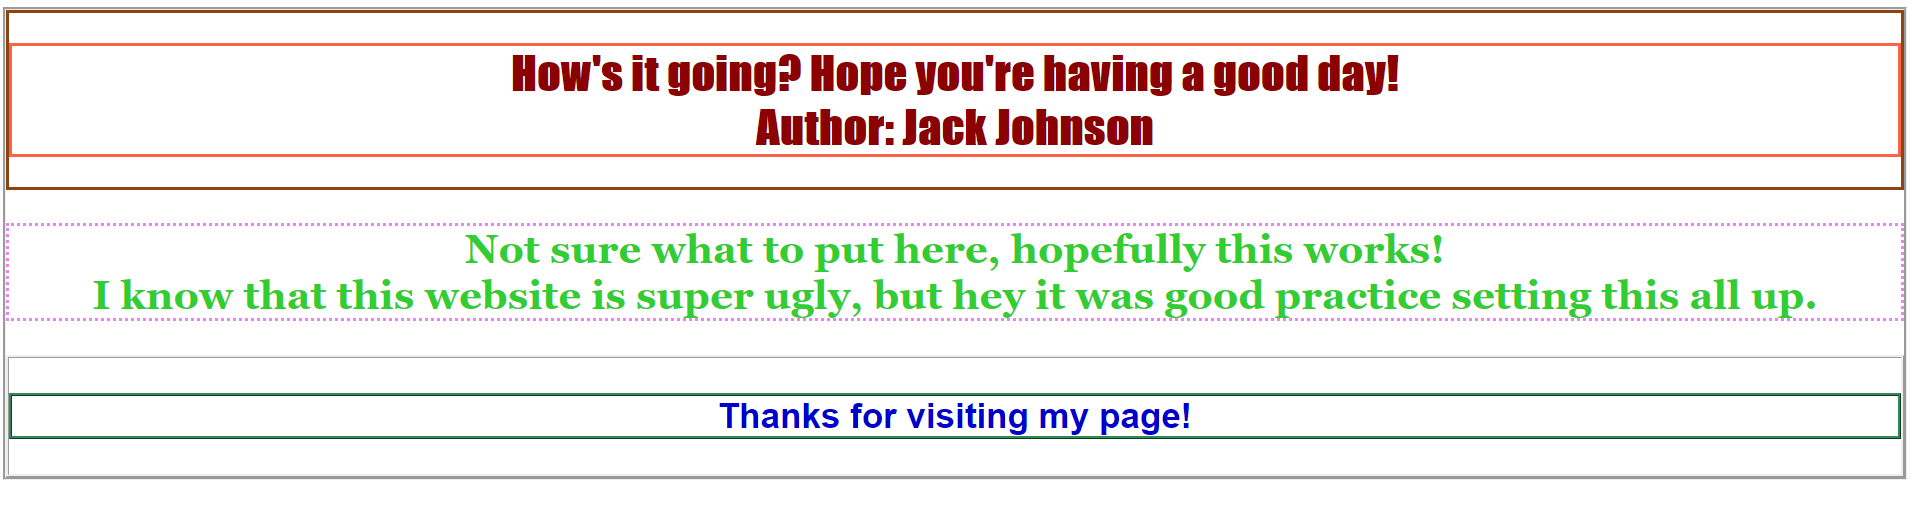 How's it going? Hope you're having a good day!
Author: Jack Johnson
Not sure what to put here, hopefully this works!
I know that this website is super ugly, but hey it was good practice setting this all up.
Thanks for visiting my page!